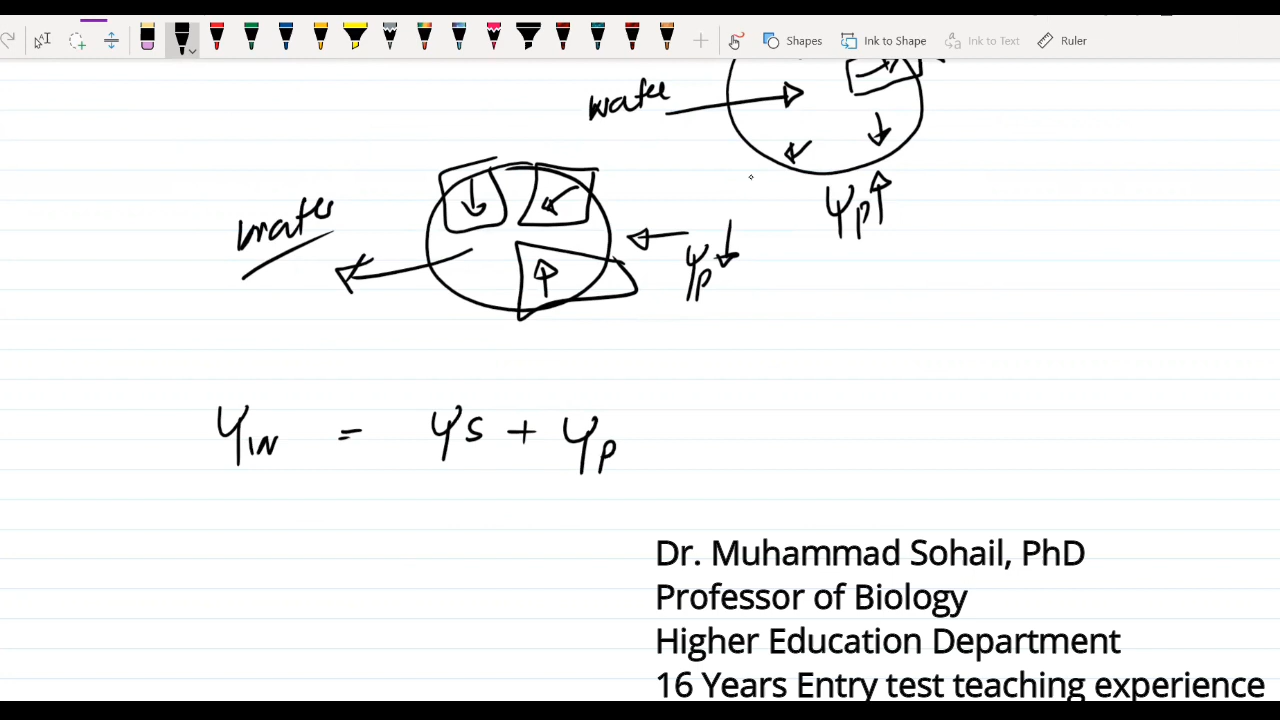 Shapes Ink to Shape Ink to Text Ruler
water
Ψp↑
water
Ψp↓
ΨIN = ΨS + Ψp
Dr. Muhammad Sohail, PhD
Professor of Biology
Higher Education Department
16 Years Entry test teaching experience